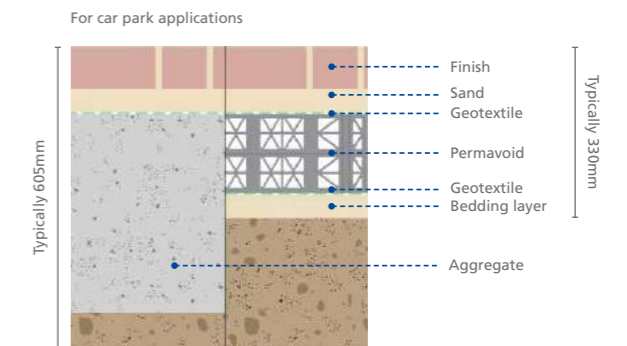 For car park applications
Typically 605mm
Finish
Sand
Geotextile
Permavoid
Geotextile
Bedding layer
Aggregate
Typically 330mm